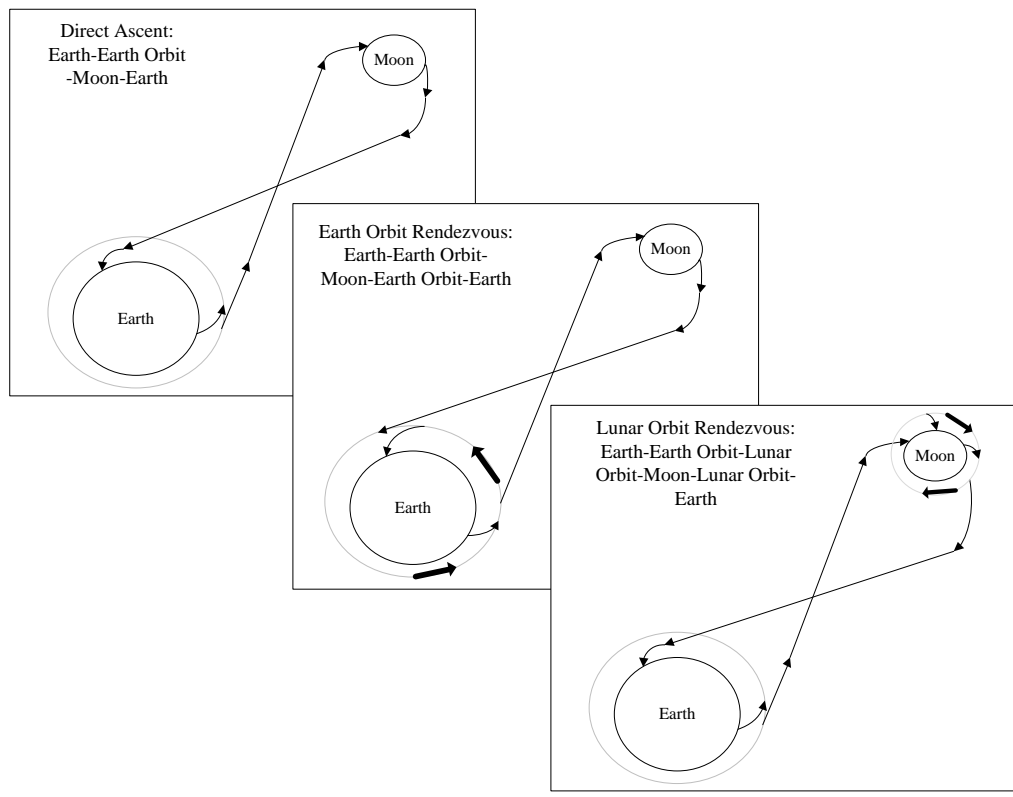 Direct Ascent:
Earth-Earth Orbit
-Moon-Earth
Moon
Earth
Earth Orbit Rendezvous:
Earth-Earth Orbit-
Moon-Earth Orbit-Earth
Moon
Earth
Lunar Orbit Rendezvous:
Earth-Earth Orbit-Lunar
Orbit-Moon-Lunar Orbit-
Earth
Moon
Earth